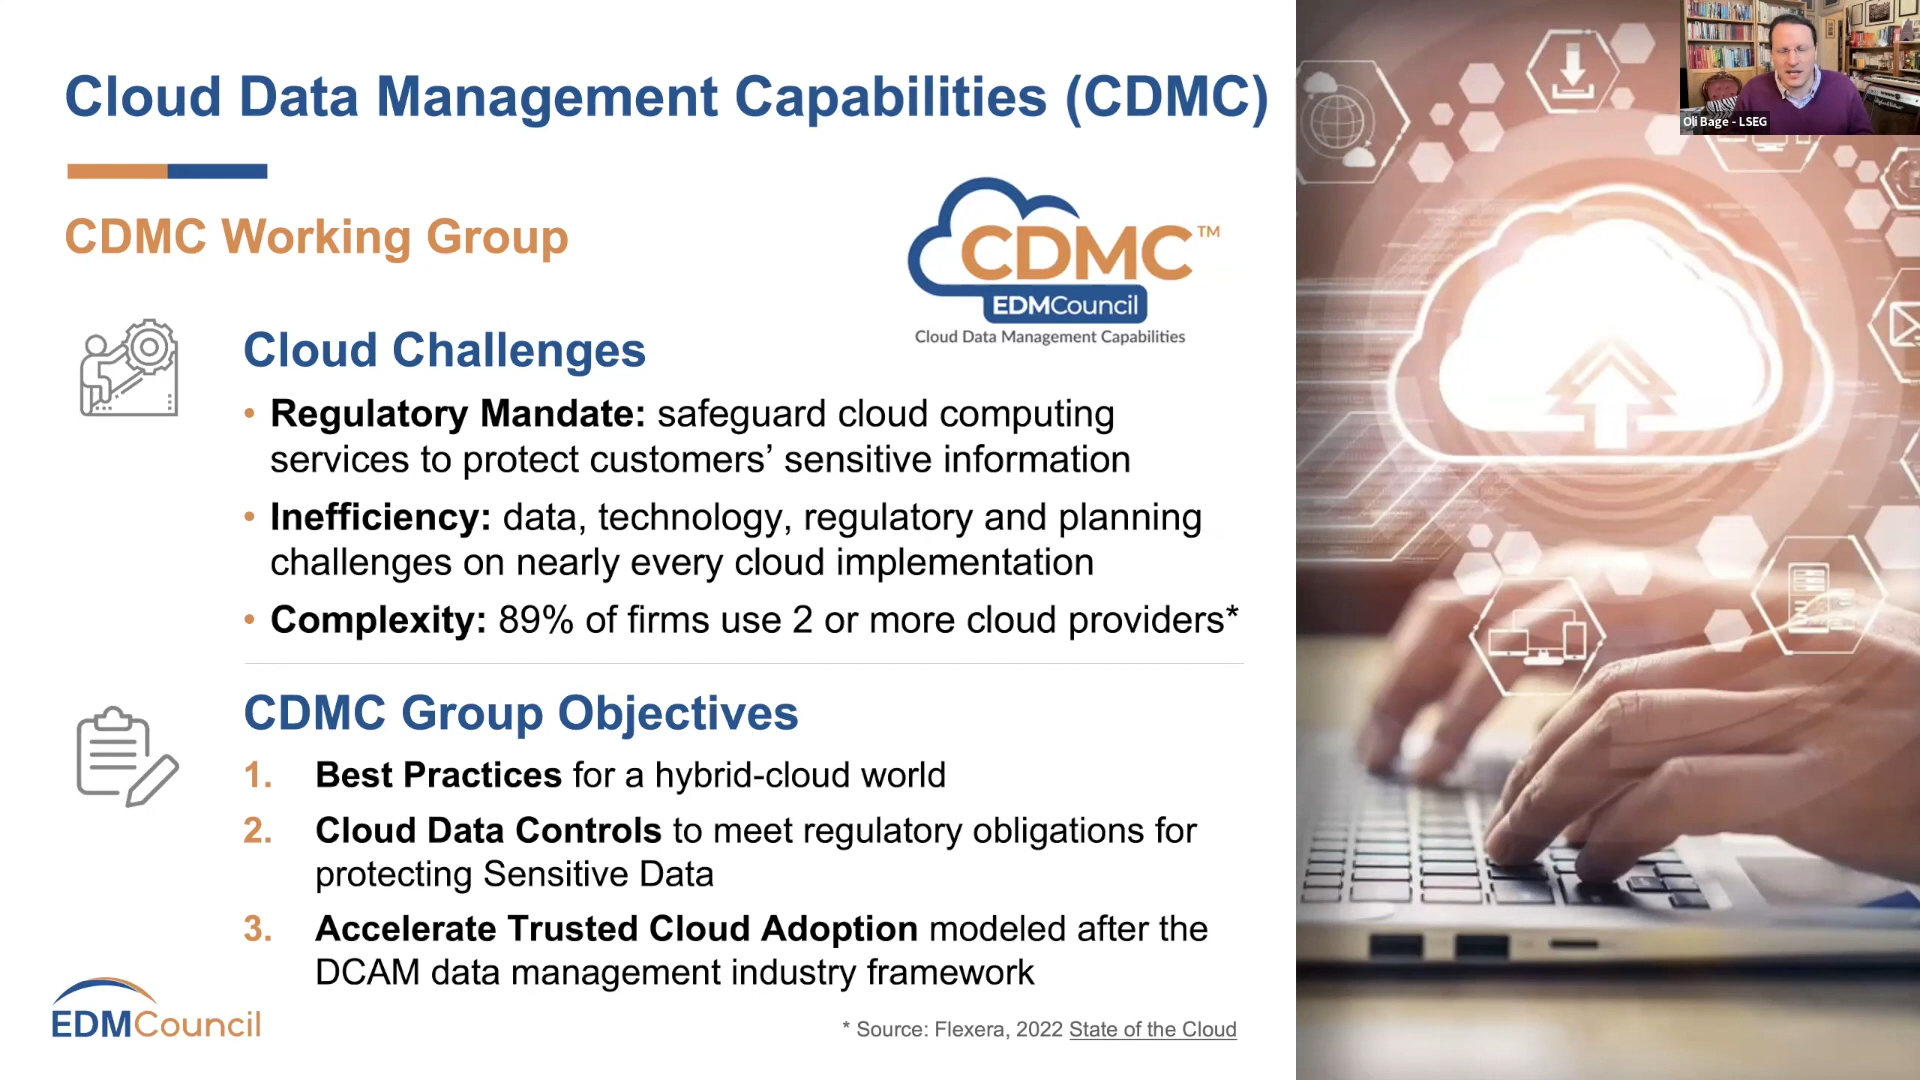 Cloud Data Management Capabilities (CDMC)
Oli Bage - LSEG
CDMC Working Group
CDMC™
EDMCouncil
Cloud Data Management Capabilities
Cloud Challenges
• Regulatory Mandate: safeguard cloud computing
services to protect customers’ sensitive information
• Inefficiency: data, technology, regulatory and planning
challenges on nearly every cloud implementation
• Complexity: 89% of firms use 2 or more cloud providers*
CDMC Group Objectives
1. Best Practices for a hybrid-cloud world
2. Cloud Data Controls to meet regulatory obligations for
protecting Sensitive Data
3. Accelerate Trusted Cloud Adoption modeled after the
DCAM data management industry framework
EDMCouncil
* Source: Flexera, 2022 State of the Cloud